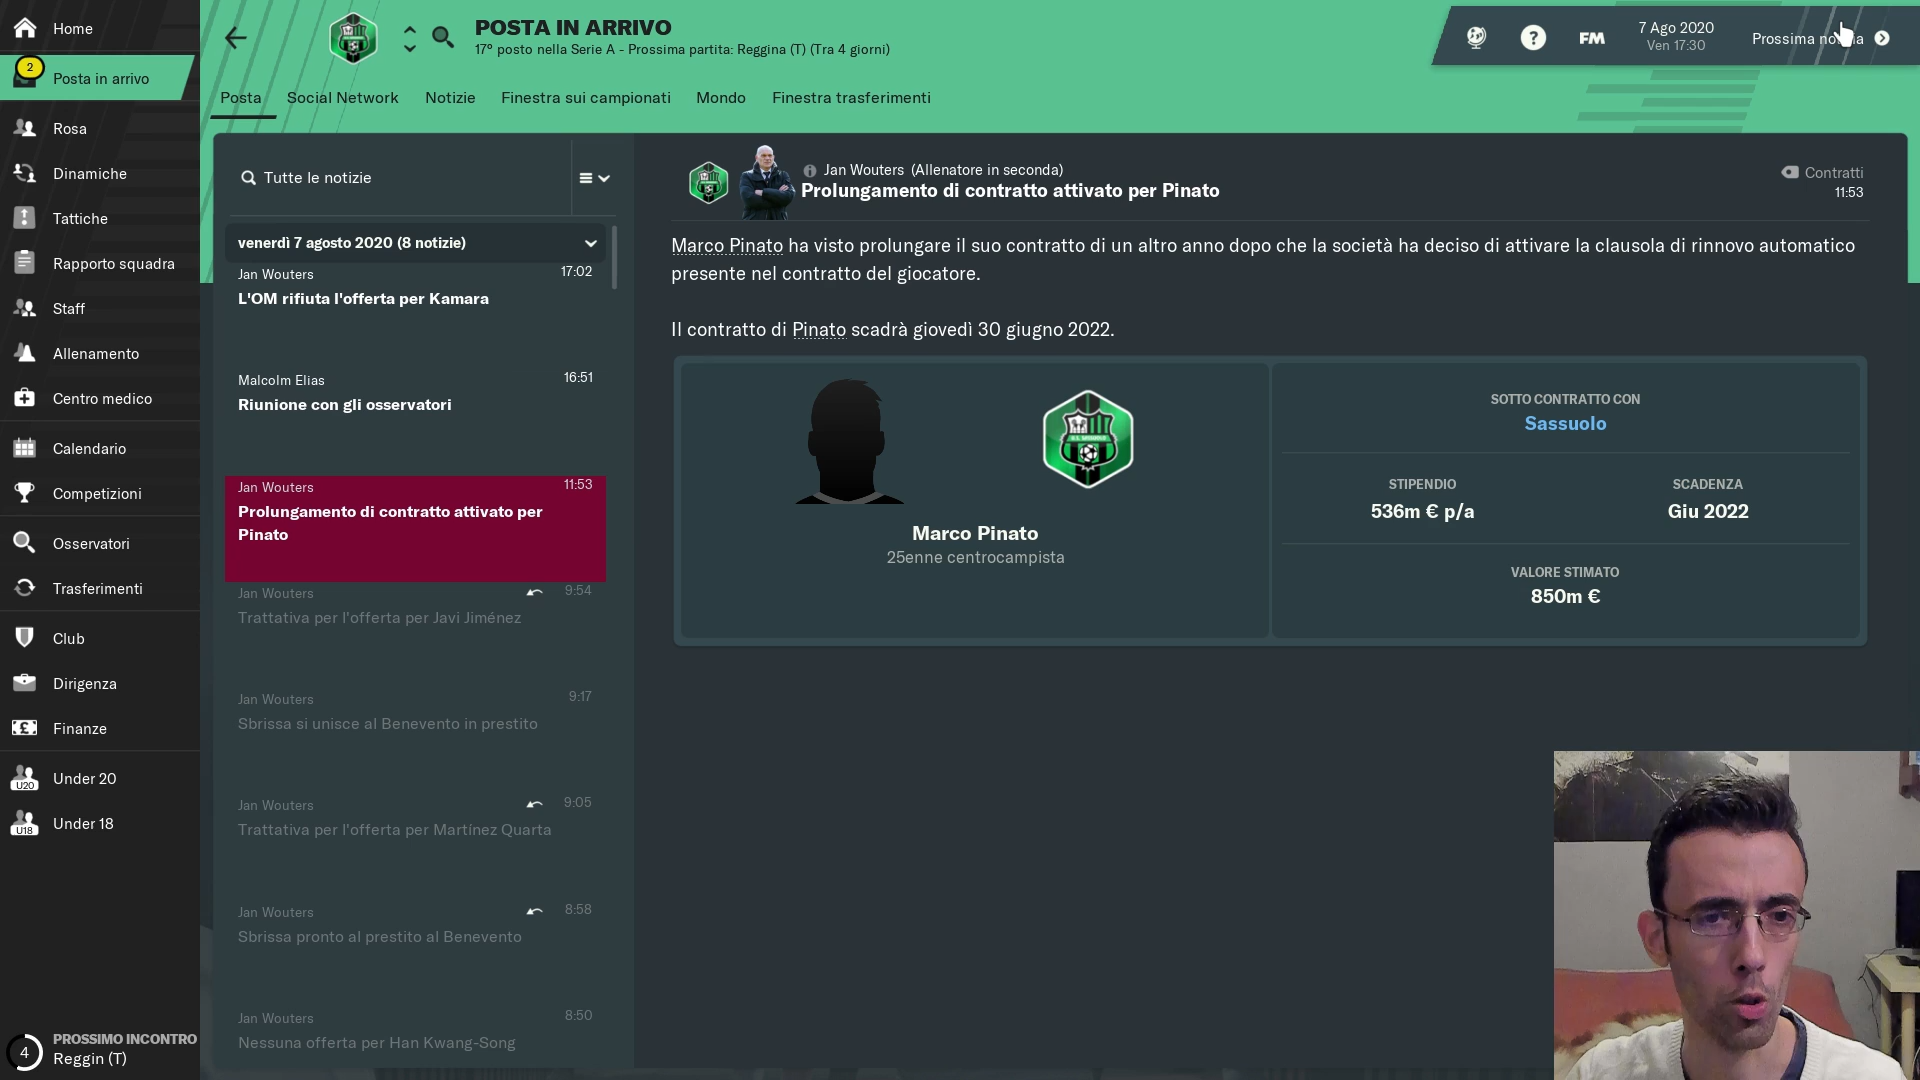 Home
2
Posta in arrivo
Rosa
Dinamiche
Tattiche
Rapporto squadra
Staff
Allenamento
Centro medico
Calendario
Competizioni
Osservatori
Trasferimenti
Club
Dirigenza
Finanze
U20
Under 20
U18
Under 18
4
PROSSIMO INCONTRO
Reggin (T)
POSTA IN ARRIVO
17° posto nella Serie A - Prossima partita: Reggina (T) (Tra 4 giorni)
?
FM
7 Ago 2020
Ven 17:30
Prossima
Posta
Social Network
Notizie
Finestra sui campionati
Mondo
Finestra trasferimenti
Tutte le notizie
venerdì 7 agosto 2020 (8 notizie)
Jan Wouters 17:02
L'OM rifiuta l'offerta per Kamara
Malcolm Elias 16:51
Riunione con gli osservatori
Jan Wouters 11:53
Prolungamento di contratto attivato per
Pinato
Jan Wouters 9:54
Trattativa per l'offerta per Javi Jiménez
Jan Wouters 9:17
Sbrissa si unisce al Benevento in prestito
Jan Wouters 9:05
Trattativa per l'offerta per Martínez Quarta
Jan Wouters 8:58
Sbrissa pronto al prestito al Benevento
Jan Wouters 8:50
Nessuna offerta per Han Kwang-Song
Jan Wouters (Allenatore in seconda)
Prolungamento di contratto attivato per Pinato
Contratti
11:53
Marco Pinato ha visto prolungare il suo contratto di un altro anno dopo che la società ha deciso di attivare la clausola di rinnovo automatico
presente nel contratto del giocatore.
Il contratto di Pinato scadrà giovedì 30 giugno 2022.
Marco Pinato
25enne centrocampista
SOTTO CONTRATTO CON
Sassuolo
STIPENDIO
536m € p/a
SCADENZA
Giu 2022
VALORE STIMATO
850m €